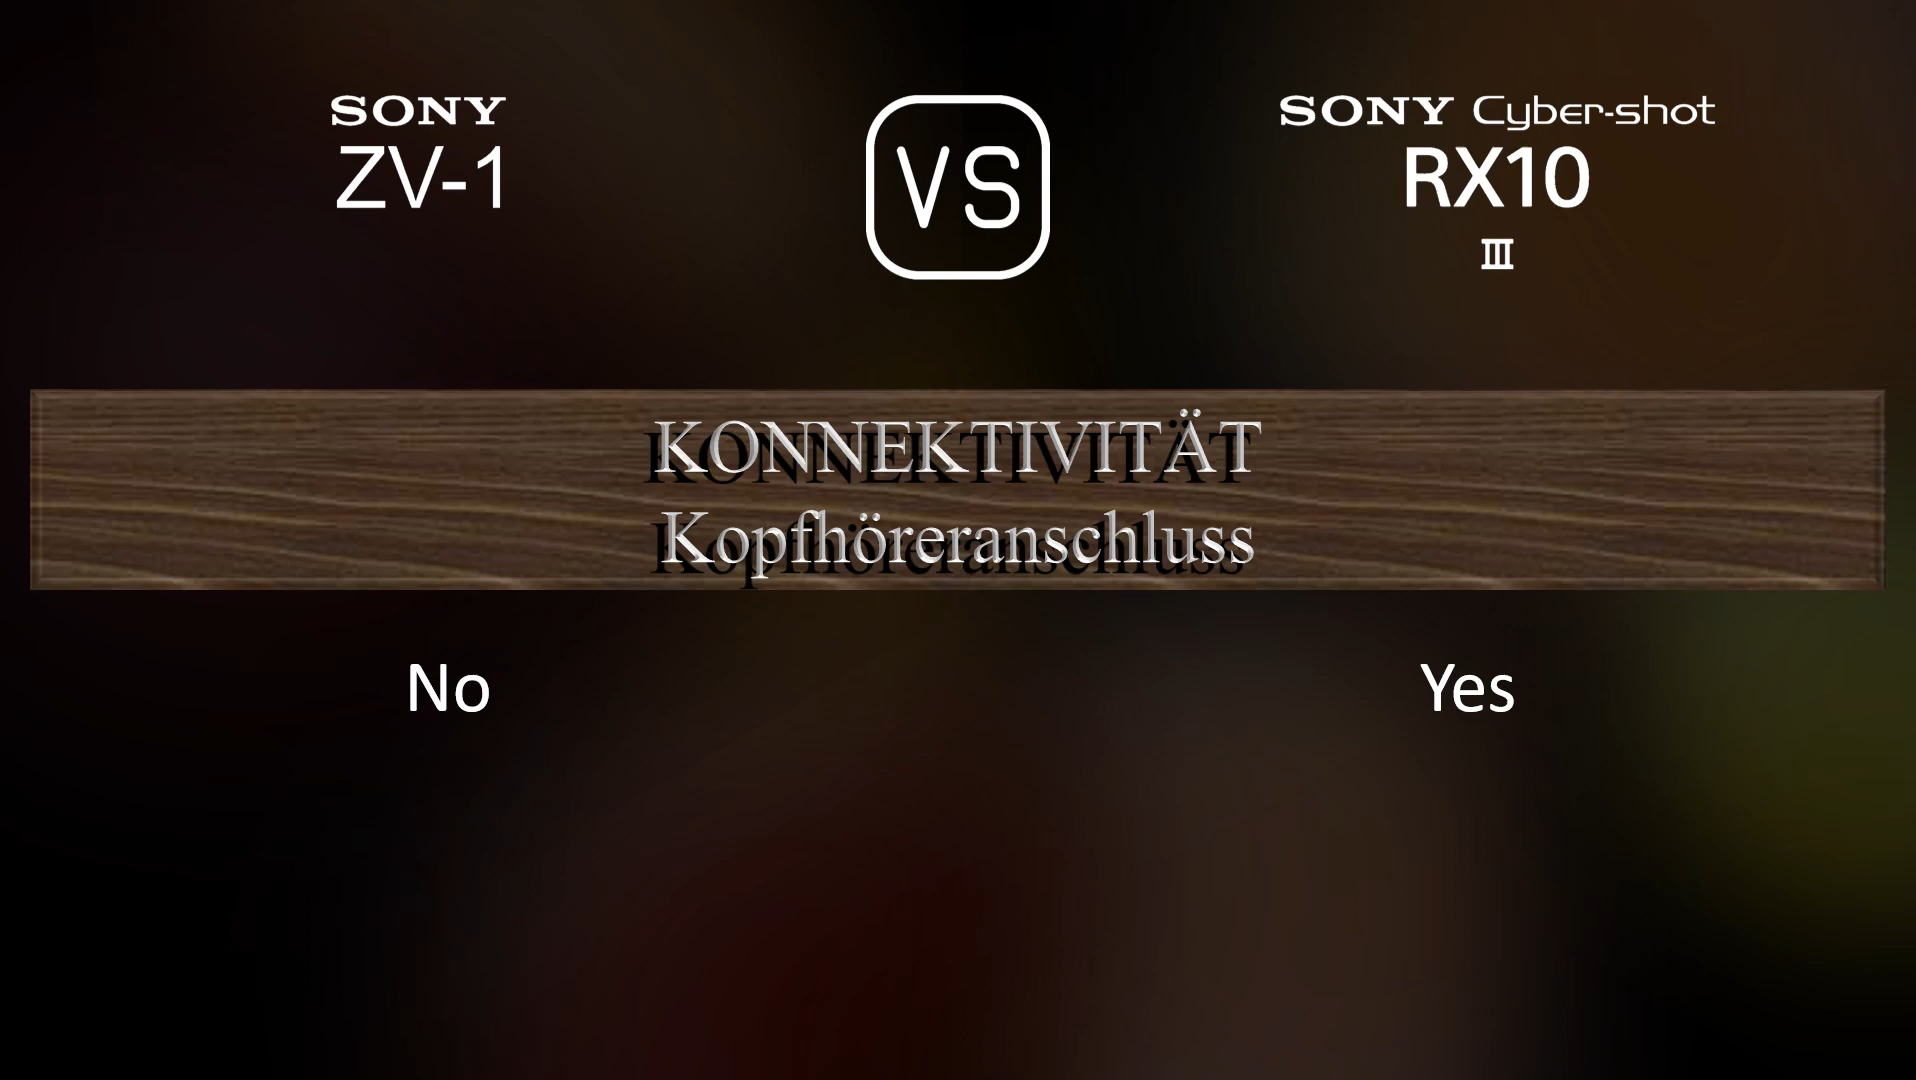 SONY
ZV-1
VS
SONY Cyber-shot
RX10
III
KONNEKTIVITÄT
Kopfhöreranschluss
No
Yes